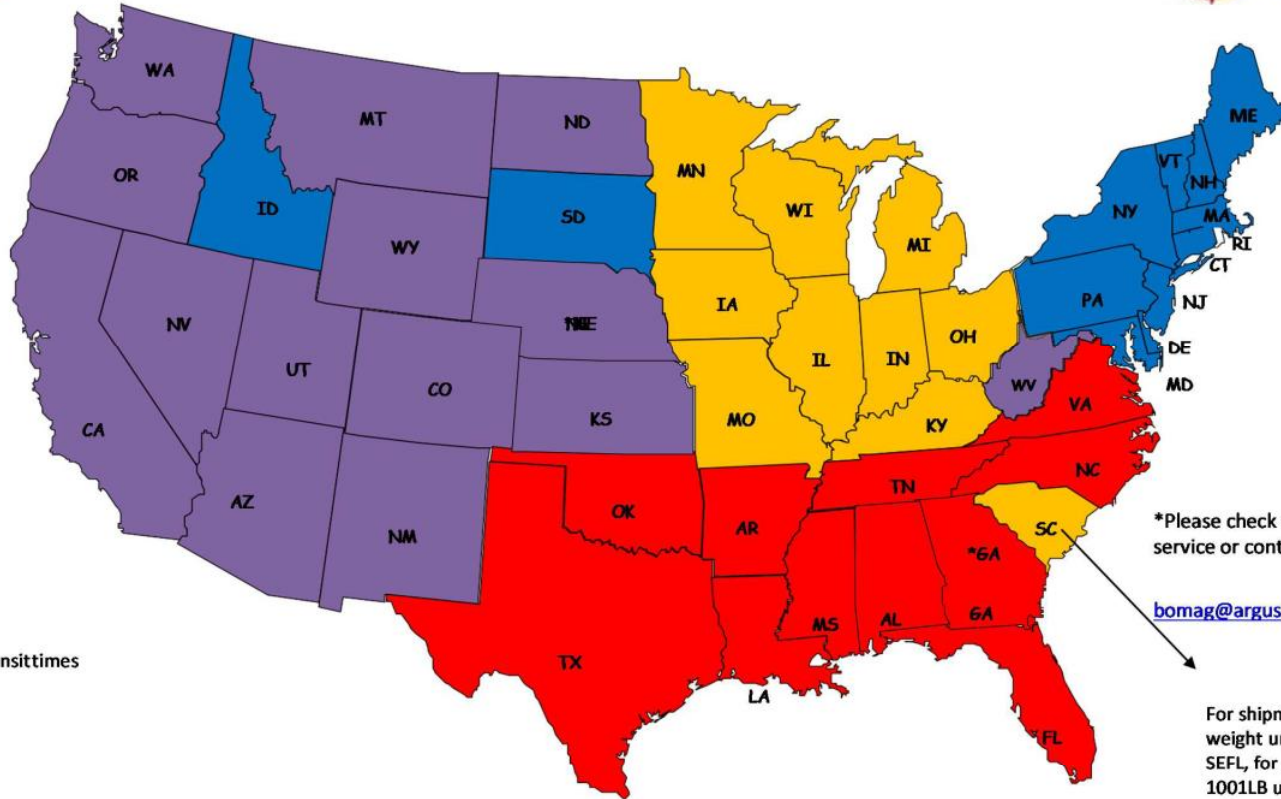 WA
MT
ND
MN
ME
VT
NH
OR
ID
SD
WI
MI
NY
MA
RI
CT
WY
IA
PA
NJ
NV
UT
CO
IL
IN
OH
DE
MD
WV
VA
CA
KS
MO
KY
NC
AZ
NM
OK
AR
TN
SC
*GA
*Please check
service or cont
MS
AL
GA
bomag@argus
nsittimes
TX
LA
FL
For shipn
weight un
SEFL, for
1001LB u